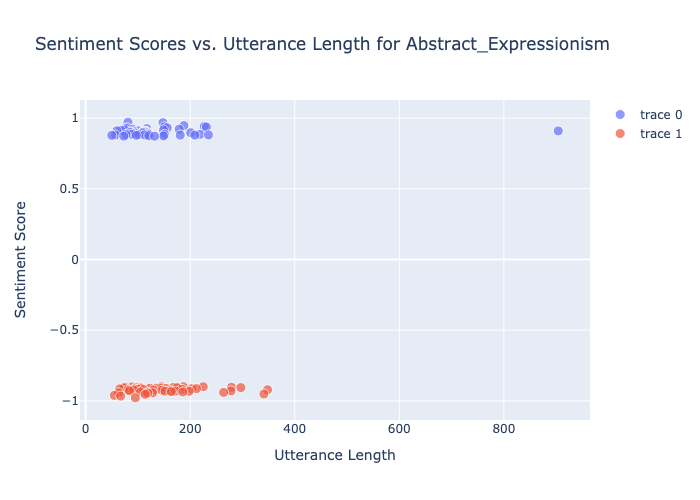 Sentiment Scores vs. Utterance Length for Abstract_Expressionism
trace 0
trace 1
1
0.5
0
−0.5
−1
Sentiment Score
0 200 400 600 800
Utterance Length